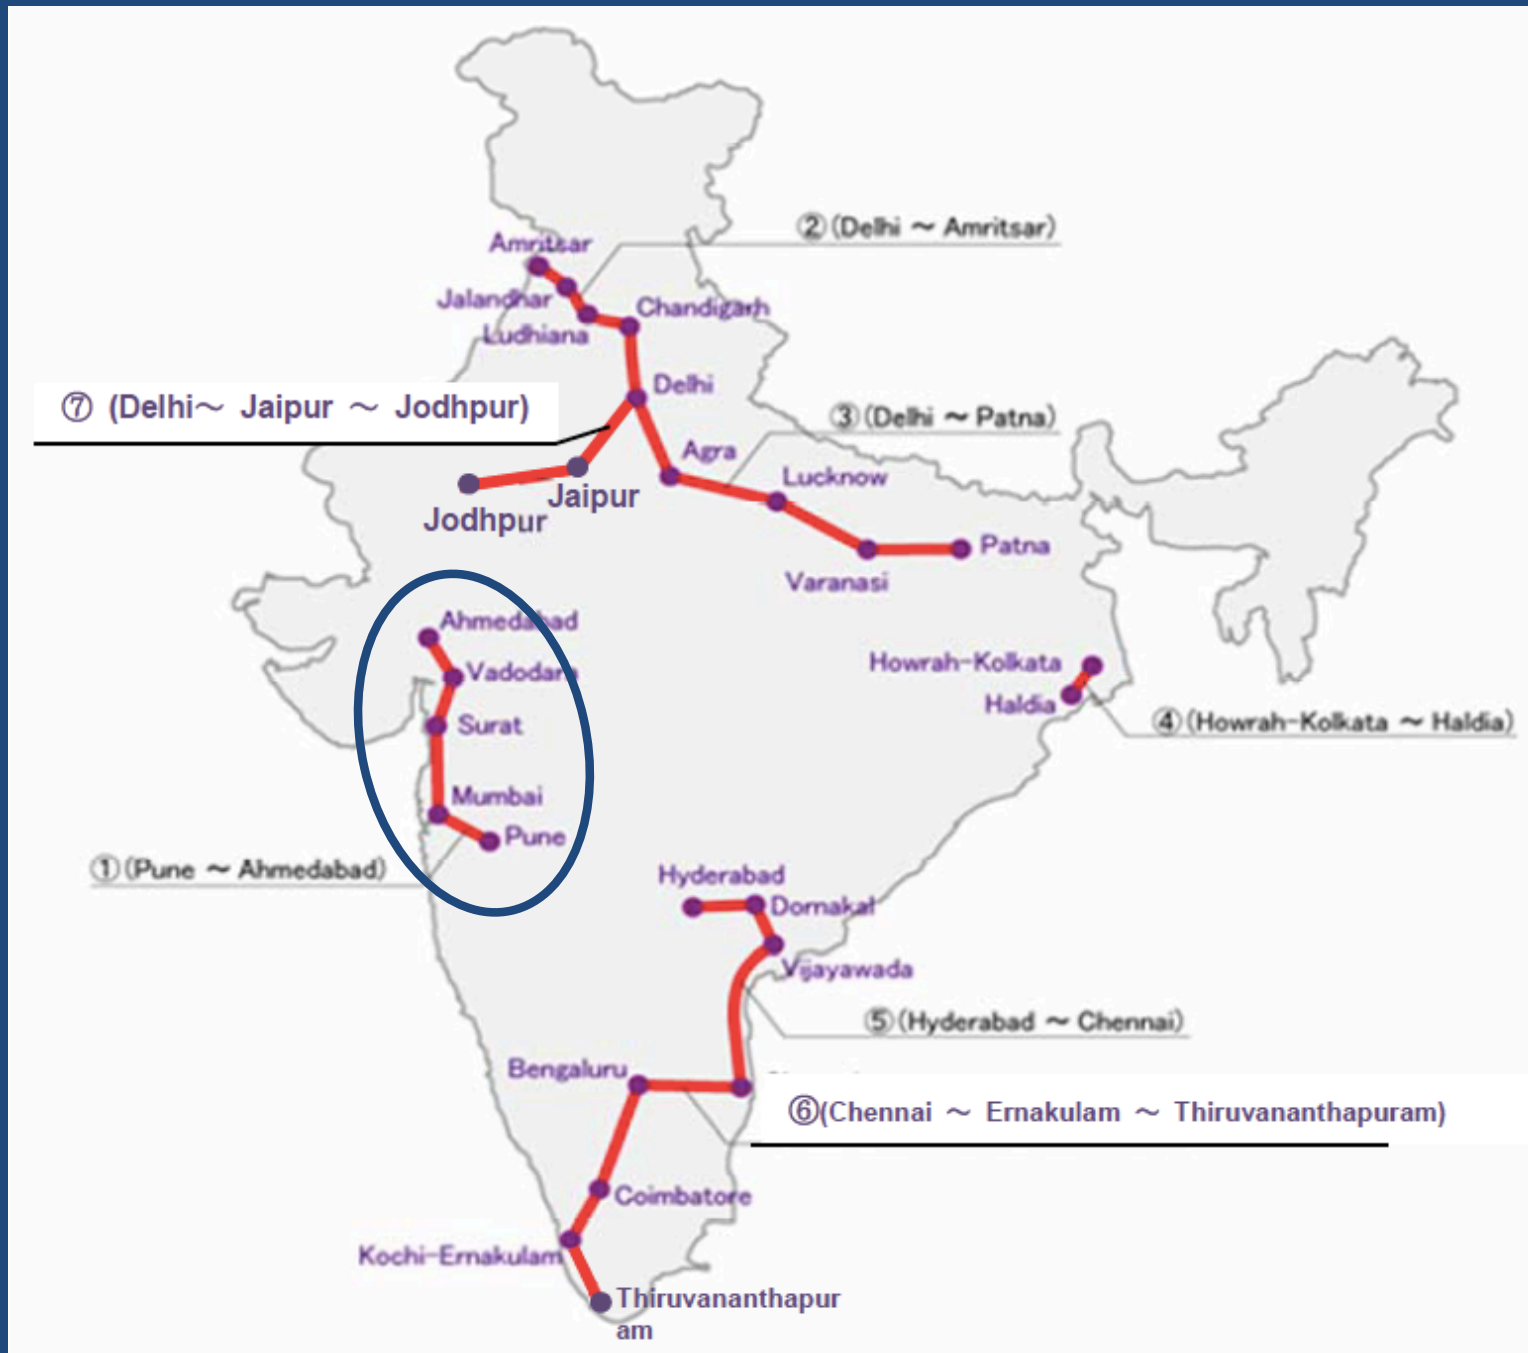 ②(Delhi ～ Amritsar)
Amritsar
Jalandhar
Chandigarh
Ludhiana
Delhi
⑦ (Delhi～ Jaipur ～ Jodhpur)
③(Delhi ～ Patna)
Agra
Lucknow
Jaipur
Jodhpur
Patna
Varanasi
Ahmedabad
Vadodara
Howrah-Kolkata
Haldia
Surat
④(Howrah-Kolkata ～ Haldia)
Mumbai
Pune
①(Pune ～ Ahmedabad)
Hyderabad
Dornakal
Vijayawada
⑤(Hyderabad ～ Chennai)
Bengaluru
⑥(Chennai ～ Ernakulam ～ Thiruvananthapuram)
Coimbatore
Kochi-Ernakulam
Thiruvananthapur
am